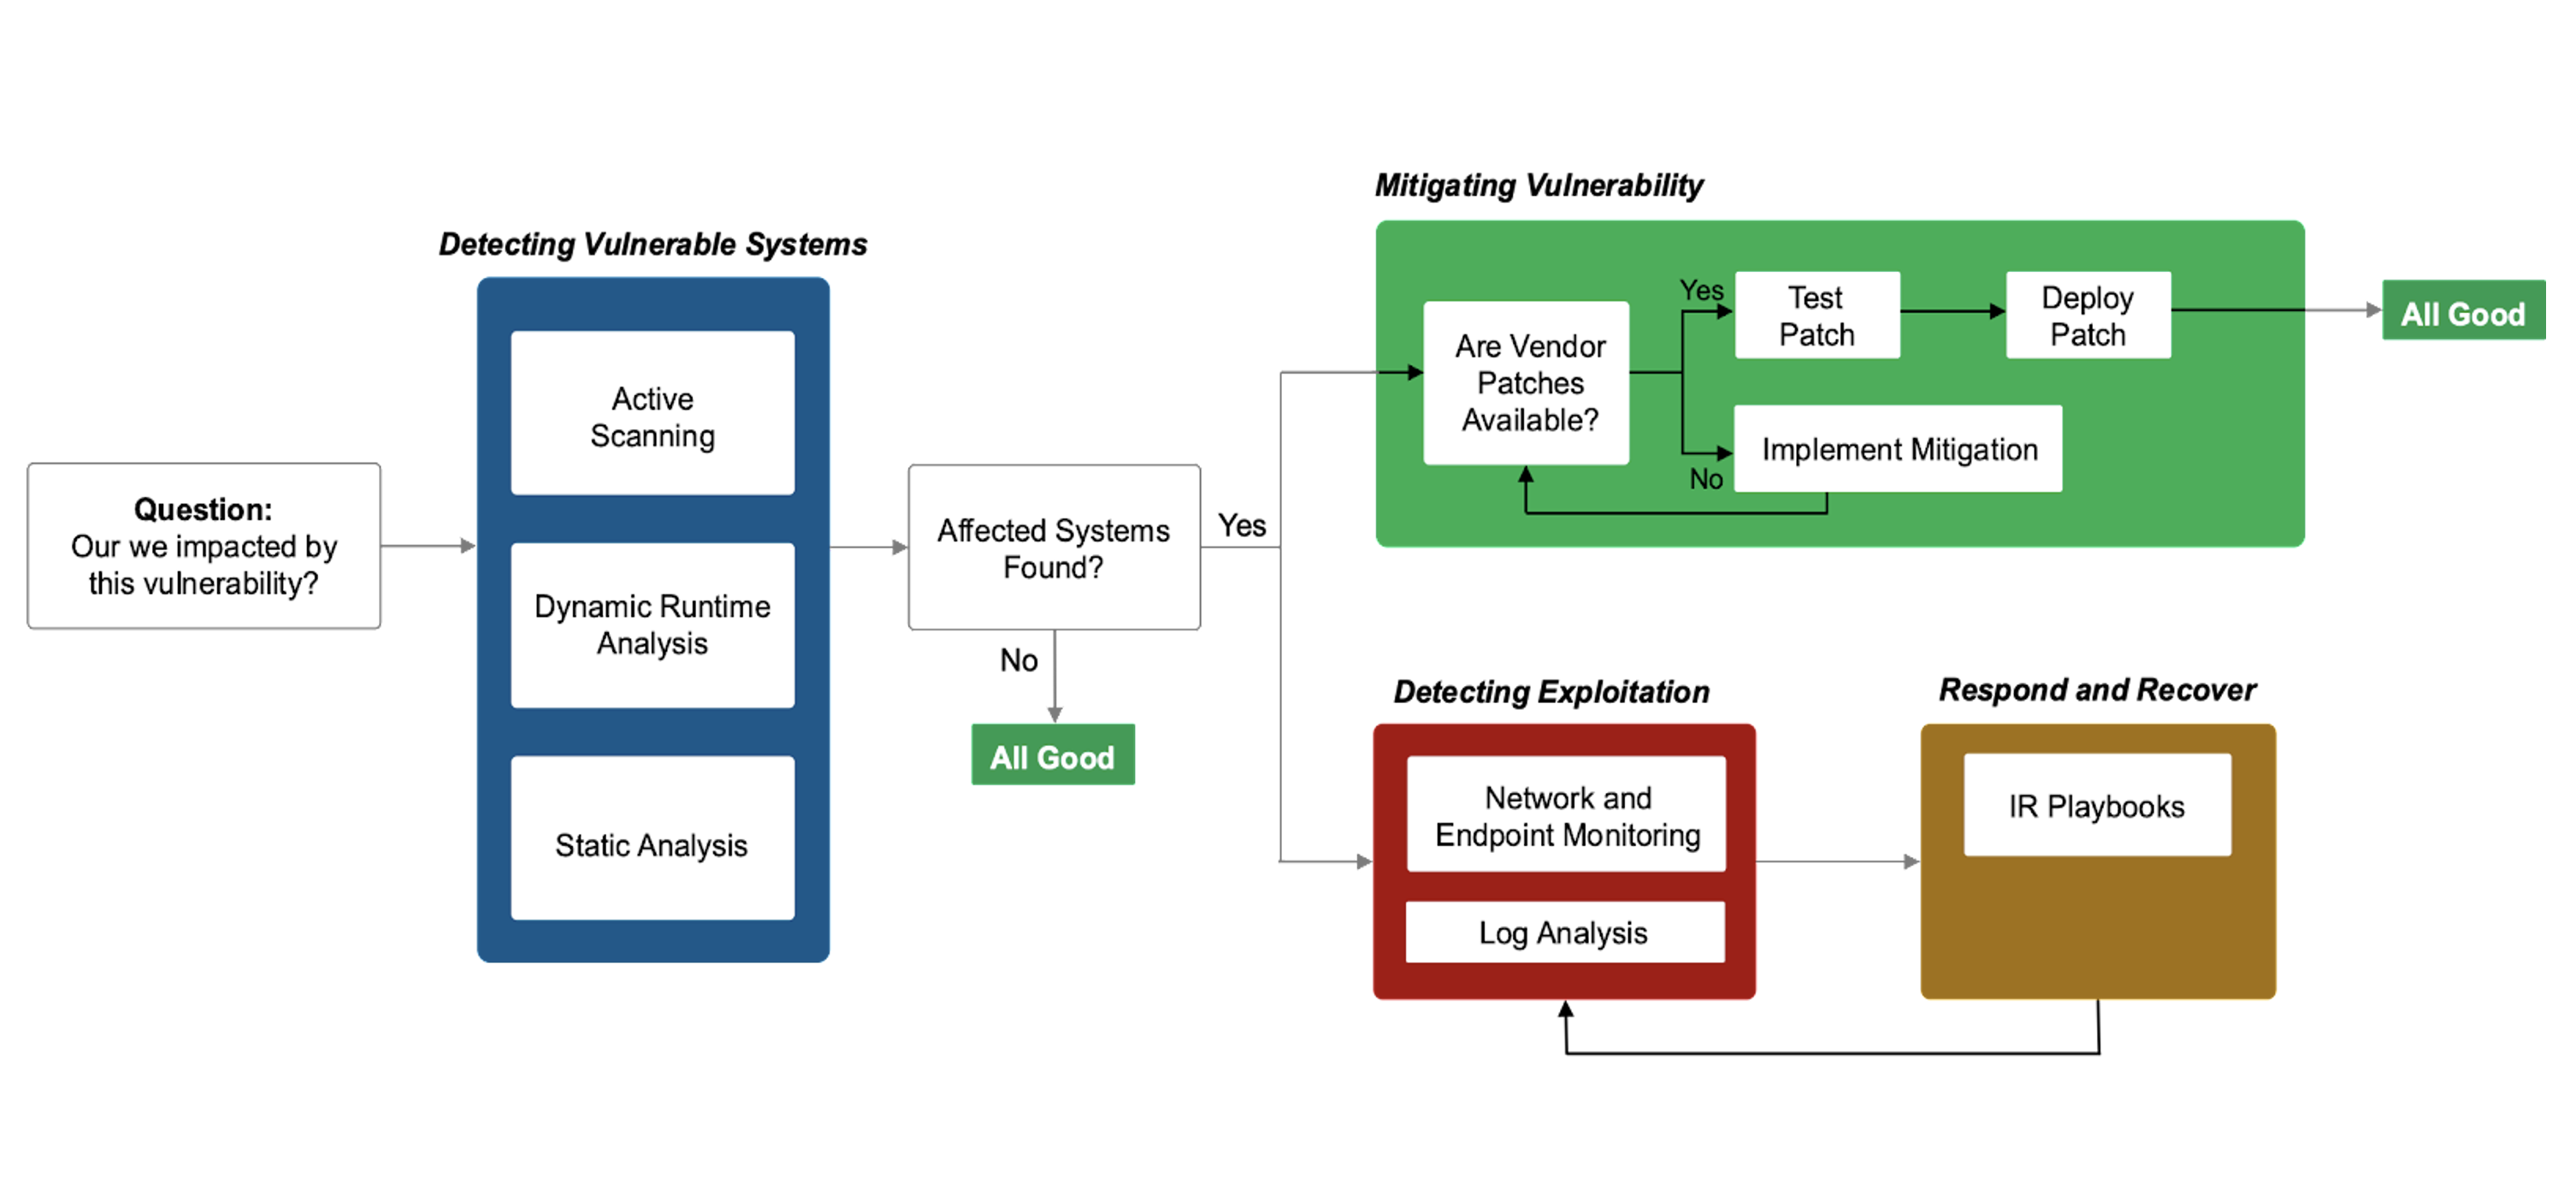 Detecting Vulnerable Systems
Mitigating Vulnerability
Question:
Our we impacted by
this vulnerability?
Active
Scanning
Dynamic Runtime
Analysis
Static Analysis
Affected Systems
Found?
Yes
No
All Good
Are Vendor
Patches
Available?
Yes
Test
Patch
Deploy
Patch
All Good
No
Implement Mitigation
Detecting Exploitation
Network and
Endpoint Monitoring
Log Analysis
Respond and Recover
IR Playbooks